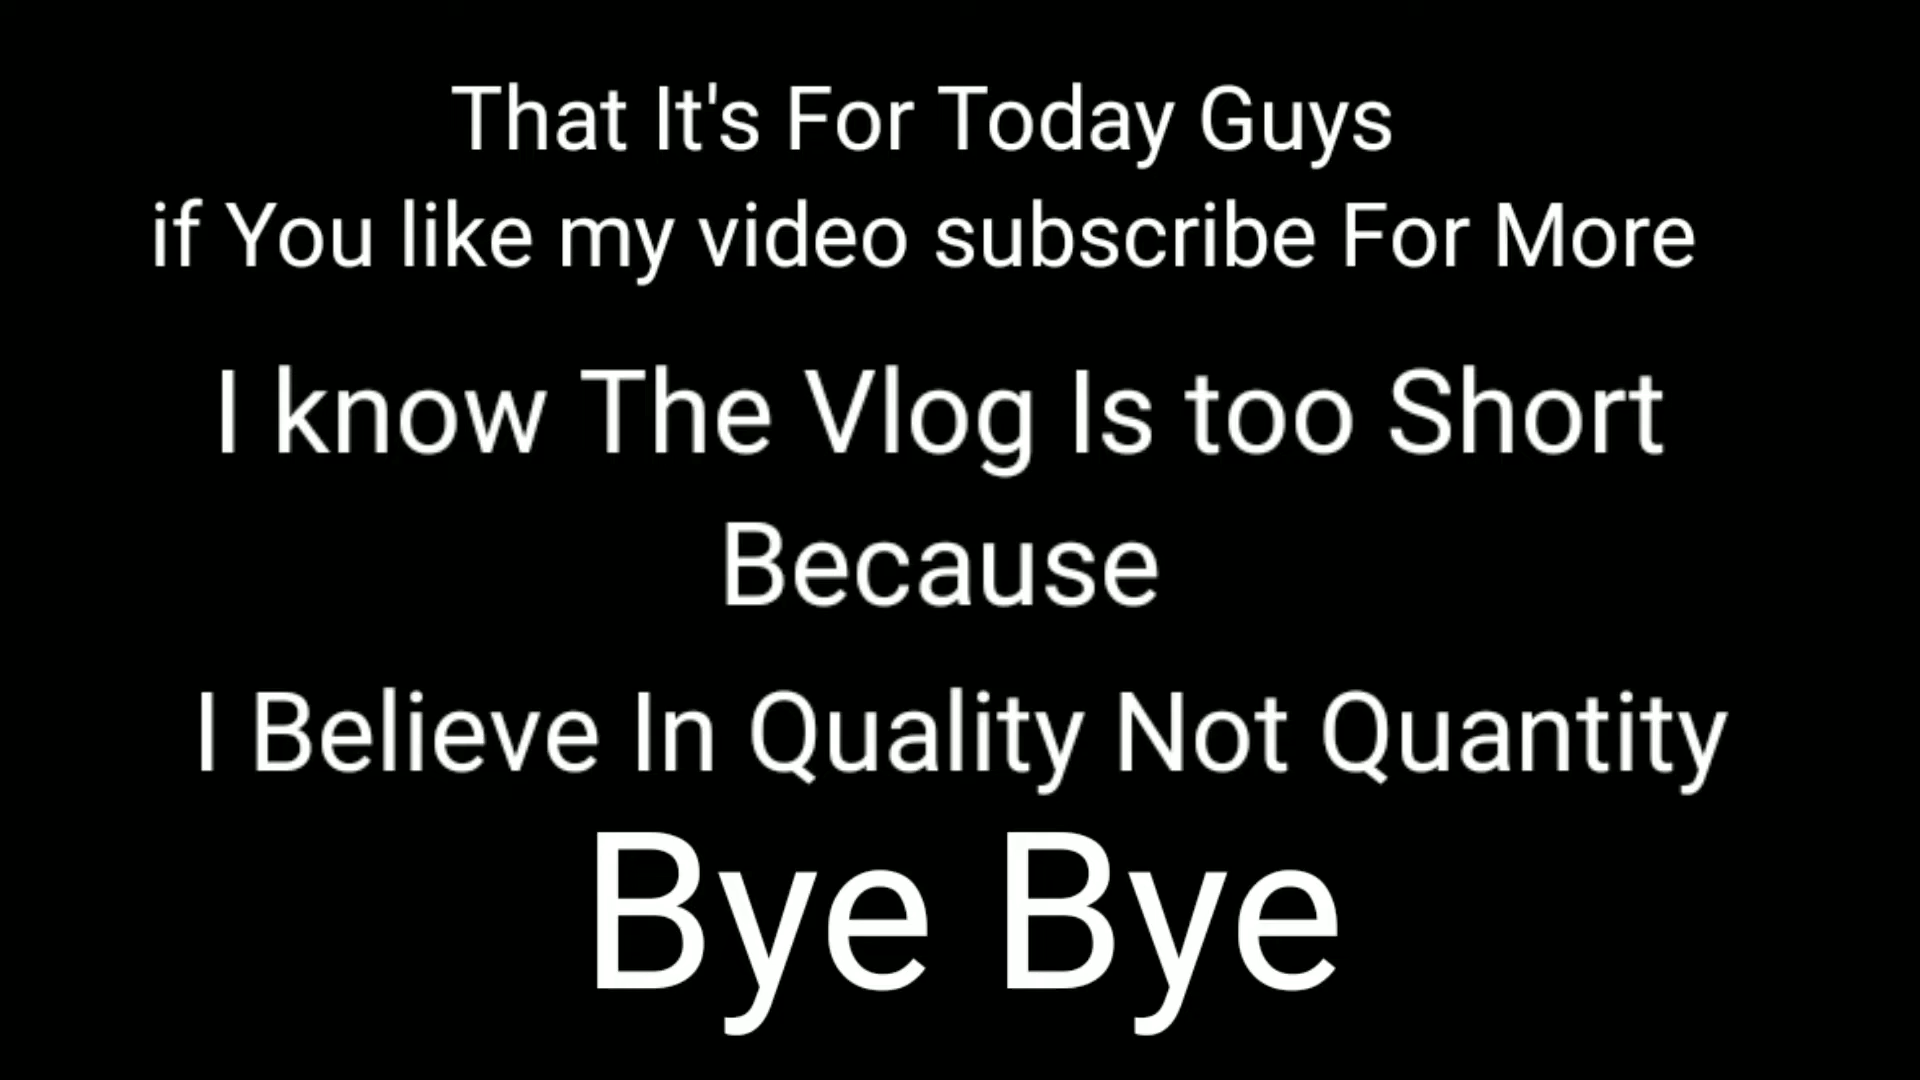 That It's For Today Guys
if You like my video subscribe For More
I know The Vlog Is too Short
Because
I Believe In Quality Not Quantity
Bye Bye